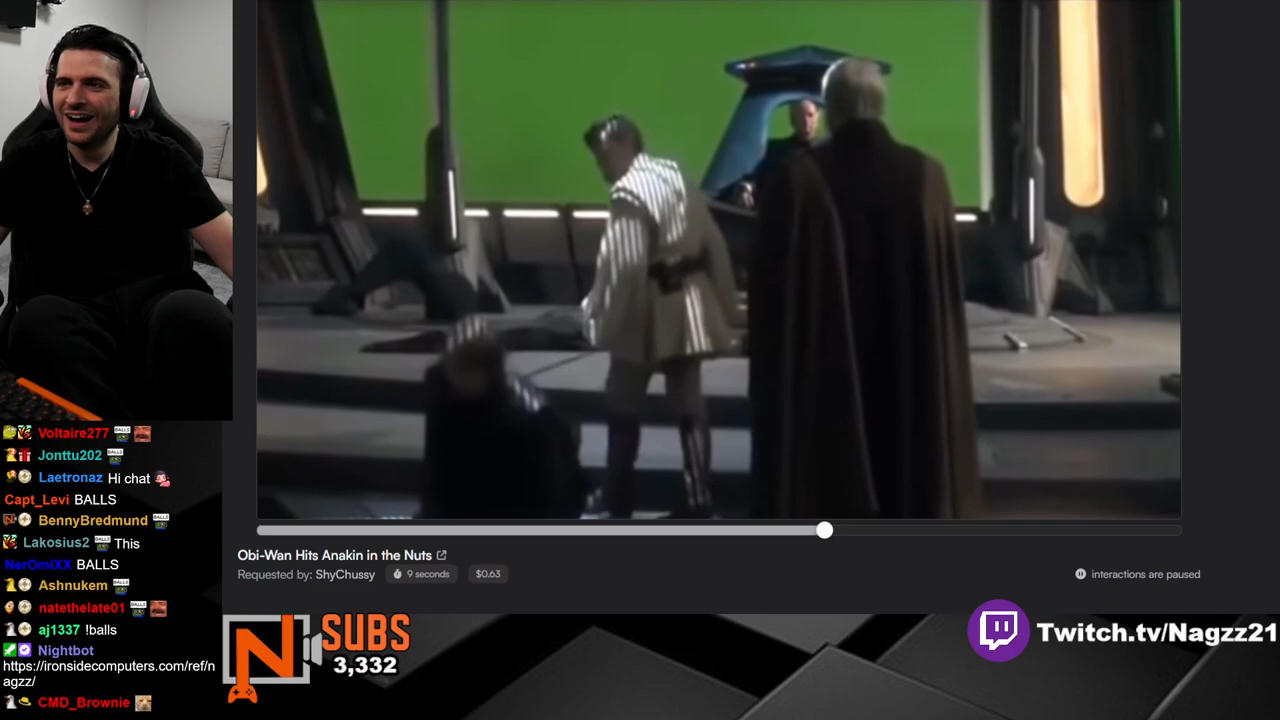 Voltaire277
Jonttu202
Laetronaz Hi chat
Capt_Levi BALLS
BennyBredmund
Lakosius2 This
NerOmiXX BALLS
Ashnukem
natethelate01
aj1337 !balls
Nightbot
https://ironsidecomputers.com/ref/n
agzz/
CMD_Brownie
Obi-Wan Hits Anakin in the Nuts
Requested by: ShyChussy 9 seconds $0.63
interactions are paused
N SUBS
3,332
Twitch.tv/Nagzz21